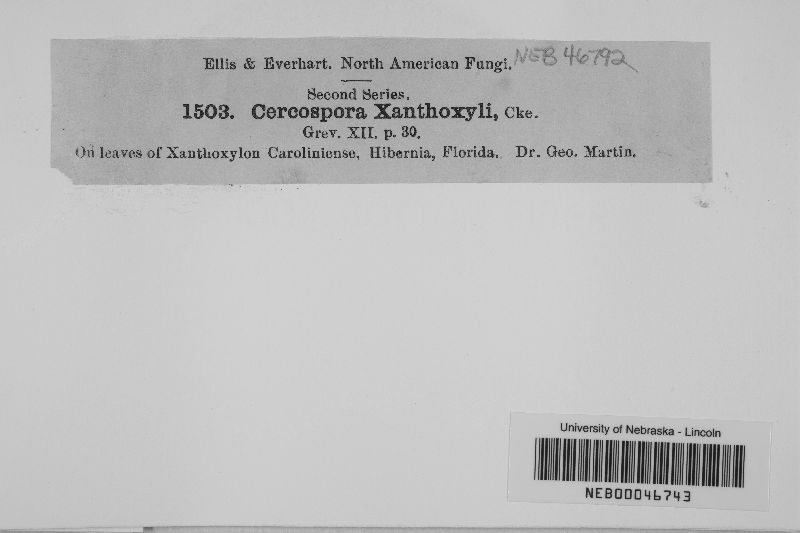 Ellis & Everhart. North American Fungi.
NEB 46792
Second Series.
1503. Cercospora Xanthoxyli, Cke.
Grev. XII. p. 30.
On leaves of Xanthoxylon Caroliniense, Hibernia, Florida. Dr. Geo. Martin.
University of Nebraska - Lincoln
NEB00046743